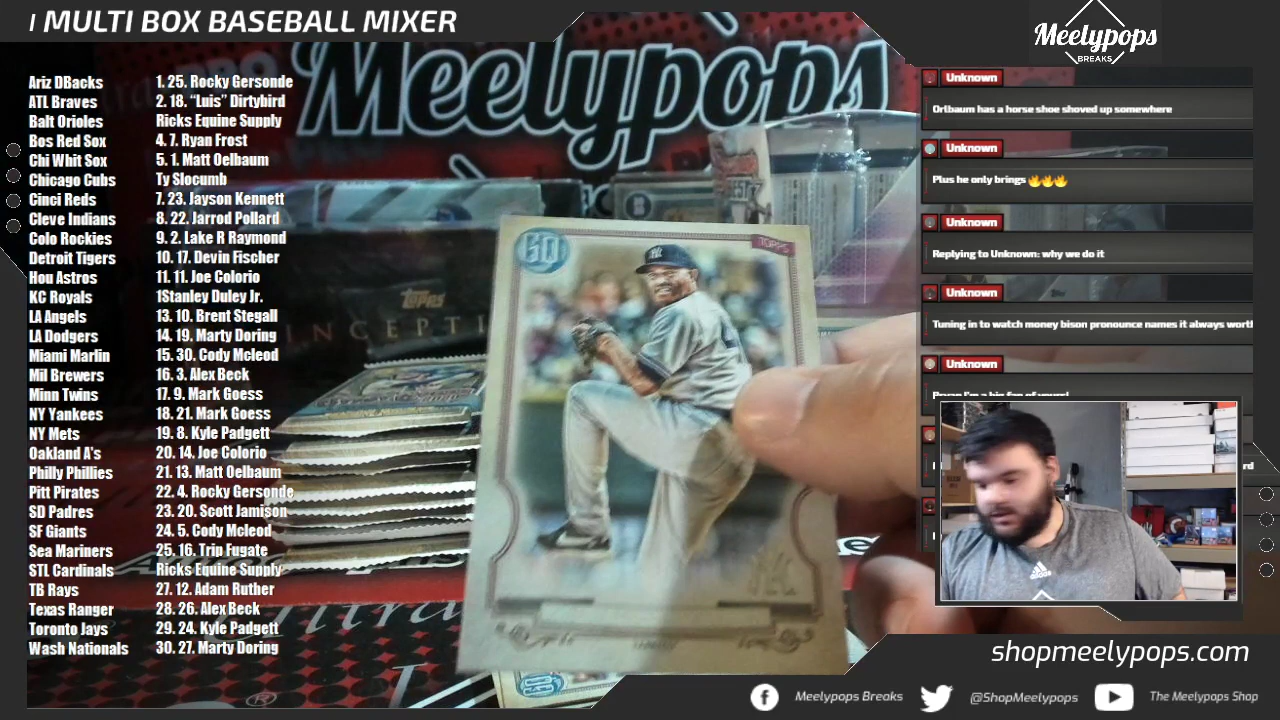 MULTI BOX BASEBALL MIXER
Meelypops
BREAKS
Ariz DBacks 1. 25. Rocky Gersonde
ATL Braves 2. 18. "Luis" Dirtybird
Balt Orioles Ricks Equine Supply
Bos Red Sox 4. 7. Ryan Frost
Chi Whit Sox 5. 1. Matt Oelbaum
Chicago Cubs Ty Slocumb
Cinci Reds 7. 23. Jayson Kennett
Cleve Indians 8. 22. Jarrod Pollard
Colo Rockies 9. 2. Lake R Raymond
Detroit Tigers 10. 17. Devin Fischer
Hou Astros 11. 11. Joe Colorio
KC Royals 1Stanley Duley Jr.
LA Angels 13. 10. Brent Stegall
LA Dodgers 14. 19. Marty Doring
Miami Marlin 15. 30. Cody Mcleod
Mil Brewers 16. 3. Alex Beck
Minn Twins 17. 9. Mark Goess
NY Yankees 18. 21. Mark Goess
NY Mets 19. 8. Kyle Padgett
Oakland A's 20. 14. Joe Colorio
Philly Phillies 21. 13. Matt Oelbaum
Pitt Pirates 22. 4. Rocky Gersonde
SD Padres 23. 20. Scott Jamison
SF Giants 24. 5. Cody Mcleod
Sea Mariners 25. 16. Trip Fugate
STL Cardinals Ricks Equine Supply
TB Rays 27. 12. Adam Ruther
Texas Ranger 28. 26. Alex Beck
Toronto Jays 29. 24. Kyle Padgett
Wash Nationals 30. 27. Marty Doring
Meelypops
GQ
TOPPS
Topps
INCEPTI
GQ
Unknown
Orlbaum has a horse shoe shoved up somewhere
Unknown
Plus he only brings 🔥🔥🔥
Unknown
Replying to Unknown: why we do it
Unknown
Tuning in to watch money bison pronounce names it always wort
Unknown
adidas
shopmeelypops.com
Meelypops Breaks
@ShopMeelypops
The Meelypops Shop